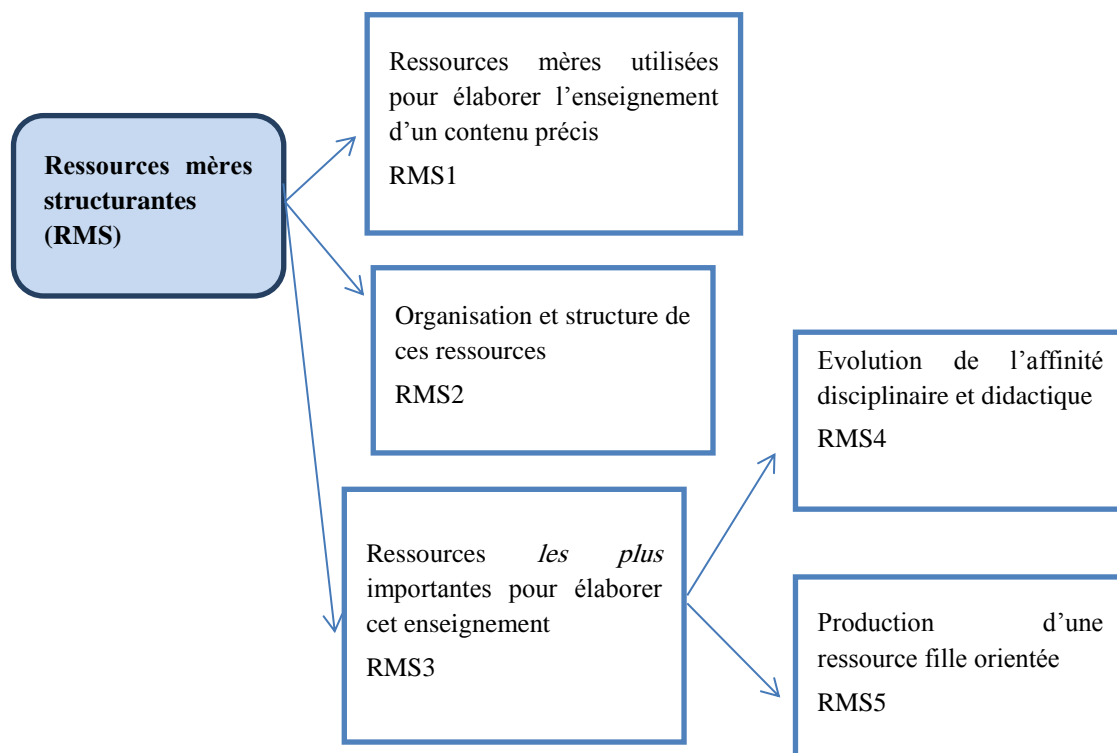 Ressources mères
structurantes
(RMS)
Ressources mères utilisées
pour élaborer l’enseignement
d’un contenu précis
RMS1
Organisation et structure de
ces ressources
RMS2
Ressources les plus
importantes pour élaborer
cet enseignement
RMS3
Evolution de l’affinité
disciplinaire et didactique
RMS4
Production d’une
ressource fille orientée
RMS5